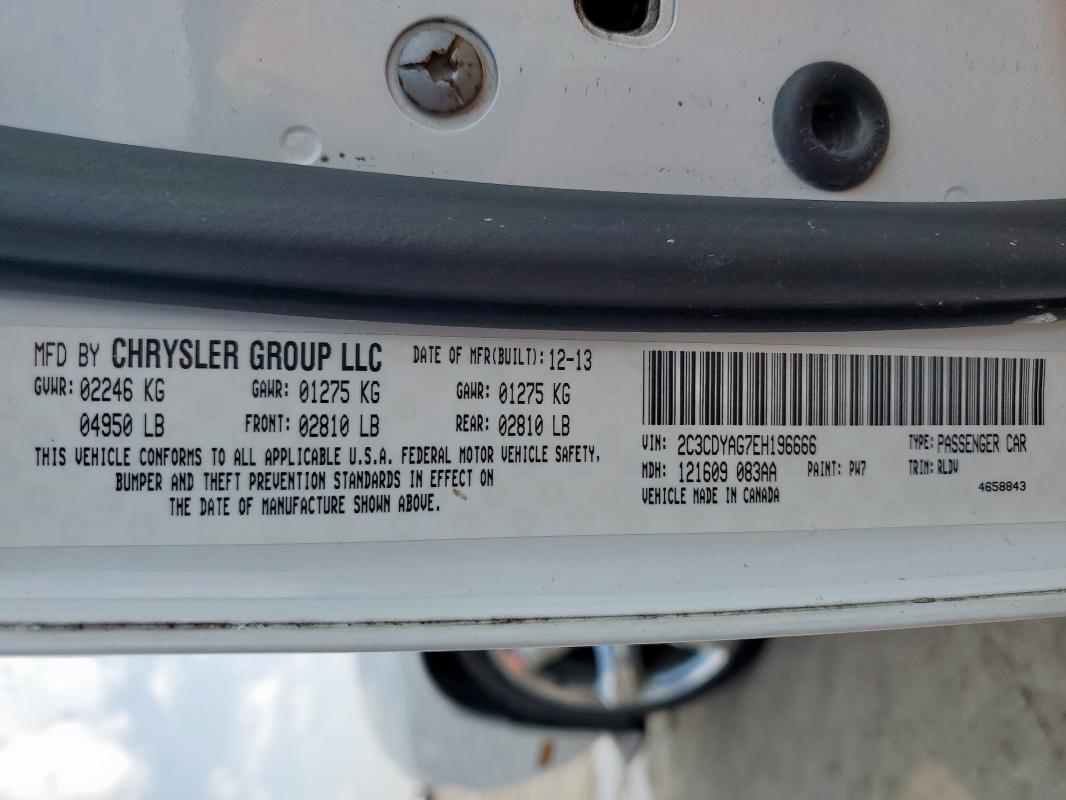 MFD BY CHRYSLER GROUP LLC DATE OF MFR(BUILT): 12-13
GVWR: 02246 KG GAWR: 01275 KG GAWR: 01275 KG
04950 LB FRONT: 02810 LB REAR: 02810 LB
THIS VEHICLE CONFORMS TO ALL APPLICABLE U.S.A. FEDERAL MOTOR VEHICLE SAFETY,
BUMPER AND THEFT PREVENTION STANDARDS IN EFFECT ON
THE DATE OF MANUFACTURE SHOWN ABOVE.
VIN: 2C3CDYAG7EH196666 TYPE: PASSENGER CAR
MDH: 121609 083AA PAINT: PW7 TRIM: RLDV
VEHICLE MADE IN CANADA
4658843